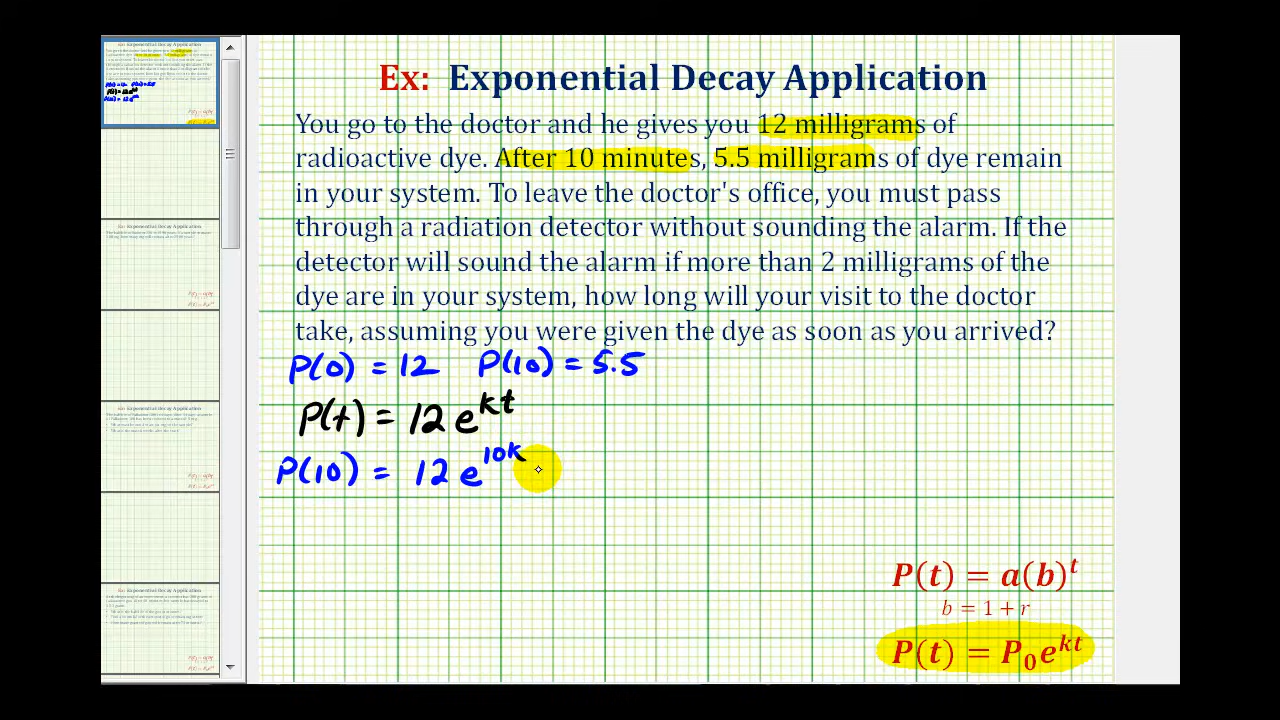 Ex: Exponential Decay Application
You go to the doctor and he gives you 12 milligrams of
radioactive dye. After 10 minutes, 5.5 milligrams of dye remain
in your system. To leave the doctor's office, you must pass
through a radiation detector without sounding the alarm. If the
detector will sound the alarm if more than 2 milligrams of the
dye are in your system, how long will your visit to the doctor
take, assuming you were given the dye as soon as you arrived?
P(0) = 12 P(10) = 5.5
P(t) = 12 e^{kt}
P(10) = 12 e^{10k}
P(t) = a(b)^t
b = 1 + r
P(t) = P₀e^{kt}